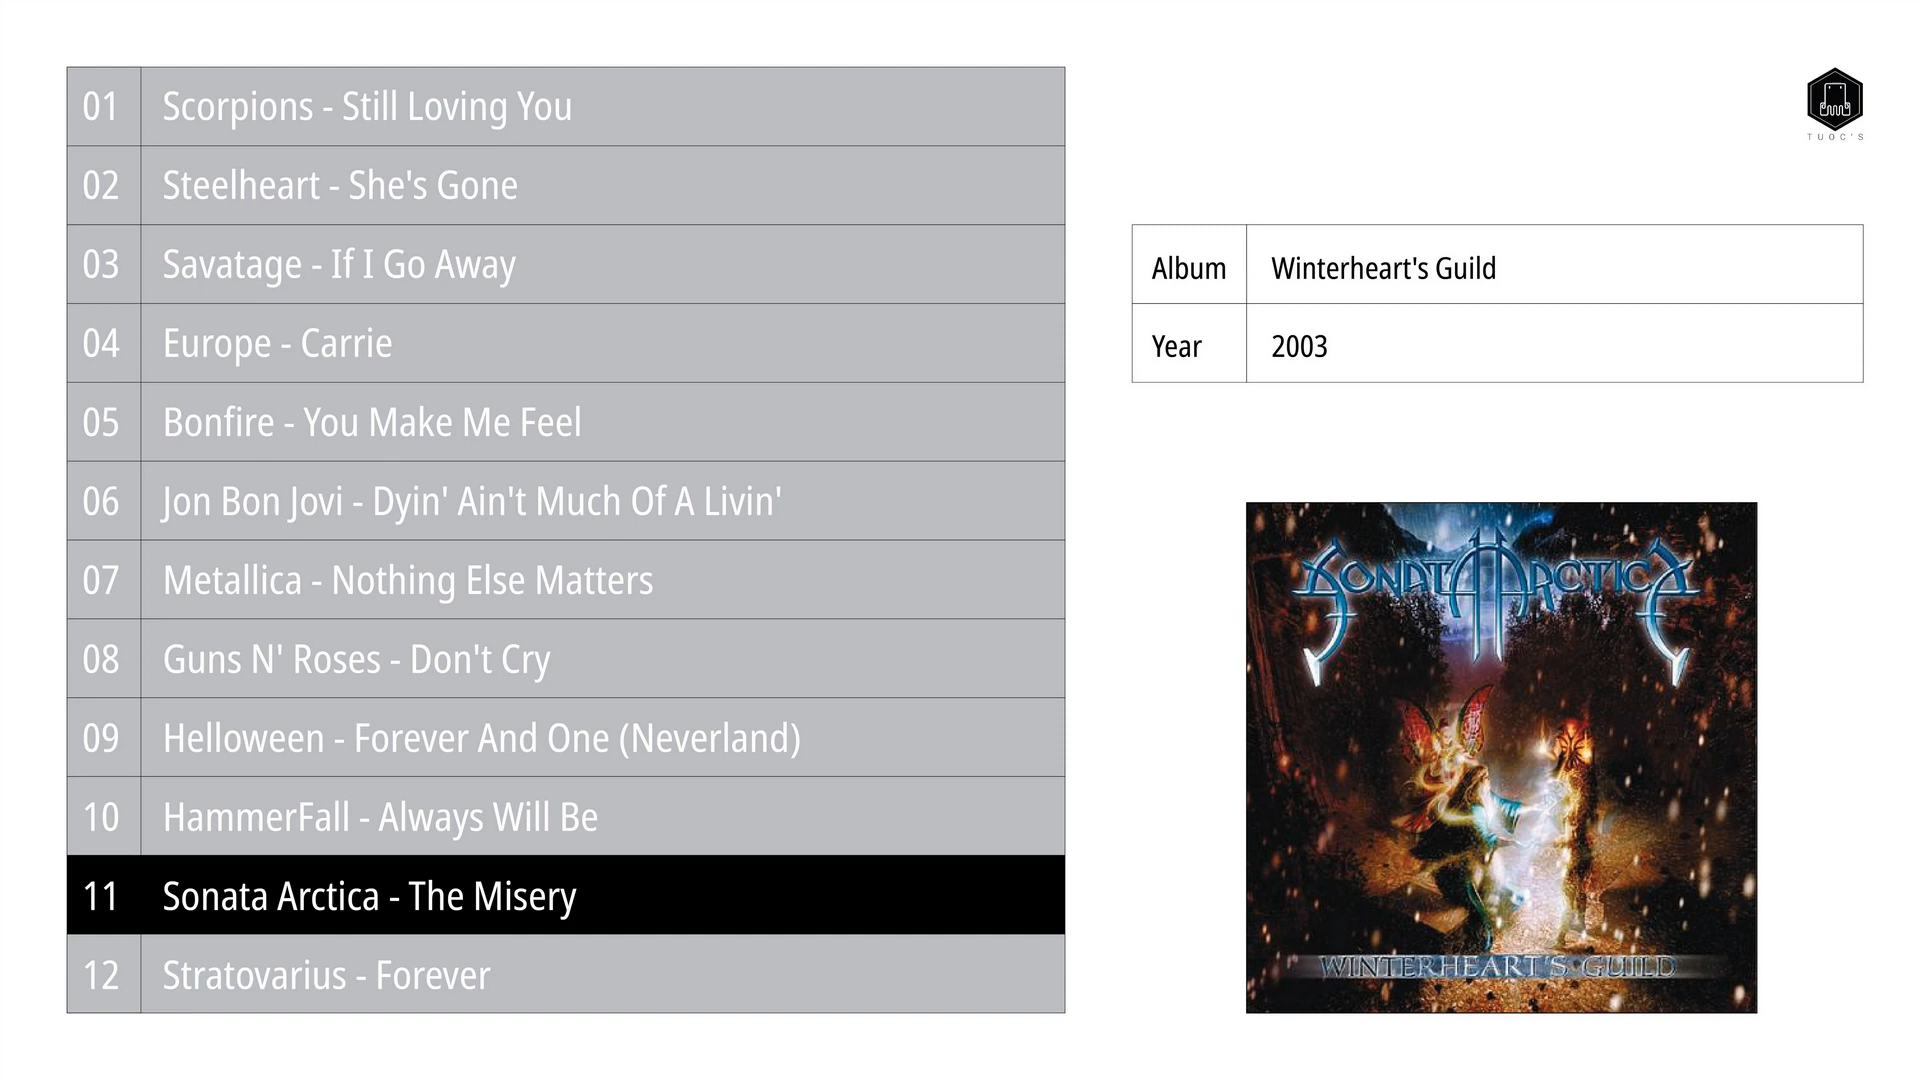 01 Scorpions - Still Loving You
02 Steelheart - She's Gone
03 Savatage - If I Go Away
04 Europe - Carrie
05 Bonfire - You Make Me Feel
06 Jon Bon Jovi - Dyin' Ain't Much Of A Livin'
07 Metallica - Nothing Else Matters
08 Guns N' Roses - Don't Cry
09 Helloween - Forever And One (Neverland)
10 HammerFall - Always Will Be
11 Sonata Arctica - The Misery
12 Stratovarius - Forever
TUOC'S
Album Winterheart's Guild
Year 2003
SONATA ARCTICA
WINTERHEART'S GUILD